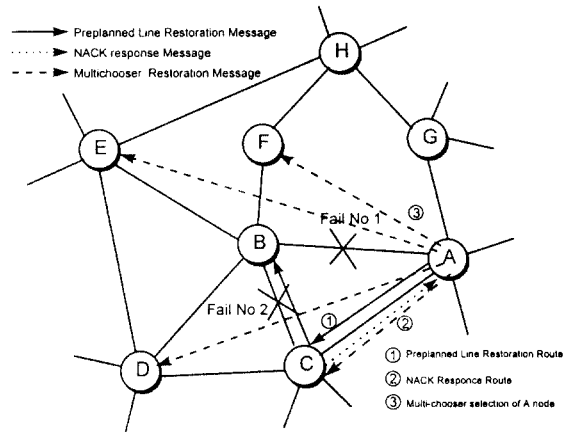 Preplanned Line Restoration Message
NACK response Message
Multichooser Restoration Message
H
E
F
G
③
Fail No 1
B
A
Fail No 2
①
②
D
C
① Preplanned Line Restoration Route
② NACK Responce Route
③ Multi-chooser selection of A node